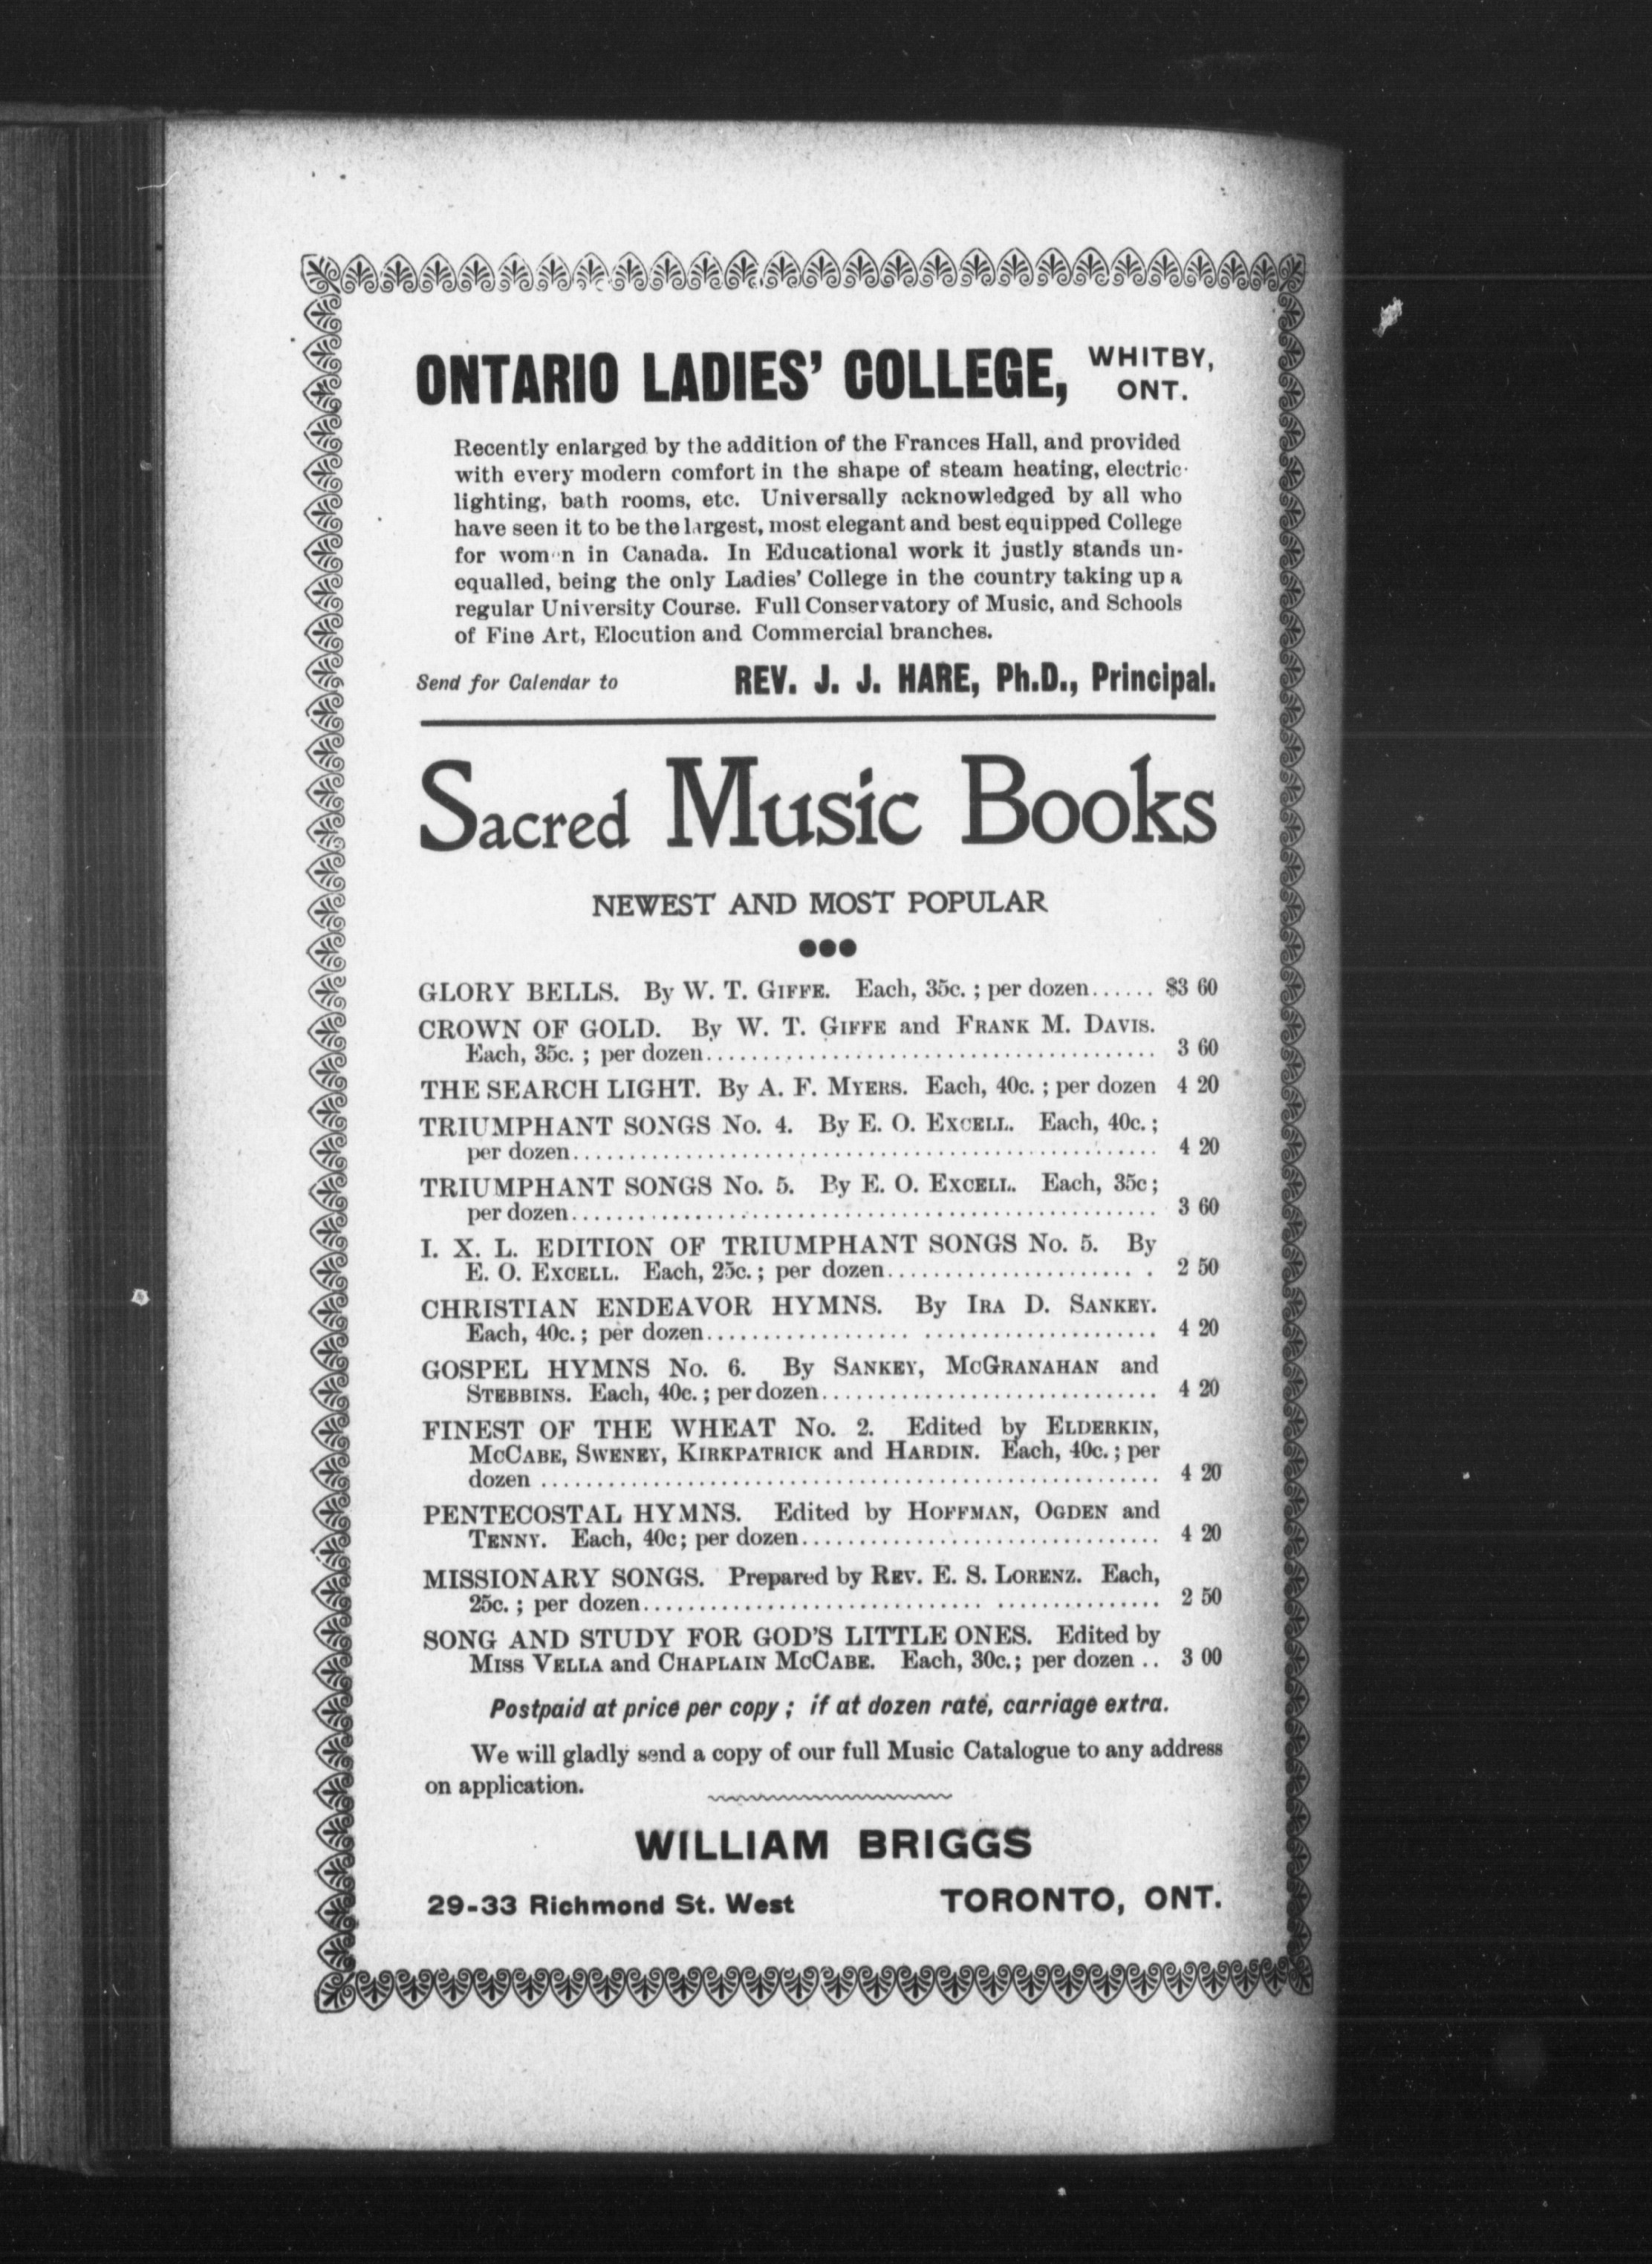 ONTARIO LADIES' COLLEGE, WHITBY, ONT.
Recently enlarged by the addition of the Frances Hall, and provided
with every modern comfort in the shape of steam heating, electric-
lighting, bath rooms, etc. Universally acknowledged by all who
have seen it to be the largest, most elegant and best equipped College
for women in Canada. In Educational work it justly stands un-
equalled, being the only Ladies' College in the country taking up a
regular University Course. Full Conservatory of Music, and Schools
of Fine Art, Elocution and Commercial branches.
Send for Calendar to REV. J. J. HARE, Ph.D., Principal.
Sacred Music Books
NEWEST AND MOST POPULAR
GLORY BELLS. By W. T. GIFFE. Each, 35c. ; per dozen...... $3 60
CROWN OF GOLD. By W. T. GIFFE and FRANK M. DAVIS.
Each, 35c. ; per dozen........................................ 3 60
THE SEARCH LIGHT. By A. F. MYERS. Each, 40c. ; per dozen 4 20
TRIUMPHANT SONGS No. 4. By E. O. EXCELL. Each, 40c. ;
per dozen.................................................... 4 20
TRIUMPHANT SONGS No. 5. By E. O. EXCELL. Each, 35c ;
per dozen.................................................... 3 60
I. X. L. EDITION OF TRIUMPHANT SONGS No. 5. By
E. O. EXCELL. Each, 25c. ; per dozen...................... . 2 50
CHRISTIAN ENDEAVOR HYMNS. By IRA D. SANKEY.
Each, 40c. ; per dozen.................. ..................... 4 20
GOSPEL HYMNS No. 6. By SANKEY, MCGRANAHAN and
STEBBINS. Each, 40c. ; per dozen.............................. 4 20
FINEST OF THE WHEAT No. 2. Edited by ELDERKIN,
MCCABE, SWENEY, KIRKPATRICK and HARDIN. Each, 40c. ; per
dozen ....................................................... 4 20
PENTECOSTAL HYMNS. Edited by HOFFMAN, OGDEN and
TENNY. Each, 40c ; per dozen................................ 4 20
MISSIONARY SONGS. Prepared by REV. E. S. LORENZ. Each,
25c. ; per dozen.............................. ............... 2 50
SONG AND STUDY FOR GOD'S LITTLE ONES. Edited by
MISS VELLA and CHAPLAIN MCCABE. Each, 30c. ; per dozen .. 3 00
Postpaid at price per copy ; if at dozen rate, carriage extra.
We will gladly send a copy of our full Music Catalogue to any address
on application.
WILLIAM BRIGGS
29-33 Richmond St. West TORONTO, ONT.